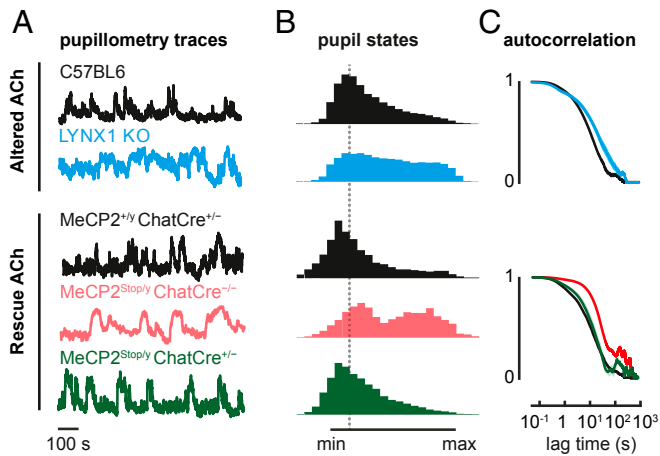 A pupillometry traces
B pupil states
C autocorrelation
Altered ACh
C57BL6
LYNX1 KO
1
0
Rescue ACh
MeCP2+/y ChatCre+/−
MeCP2Stop/y ChatCre−/−
MeCP2Stop/y ChatCre+/−
1
0
100 s
min max
10-1 1 101 103
lag time (s)